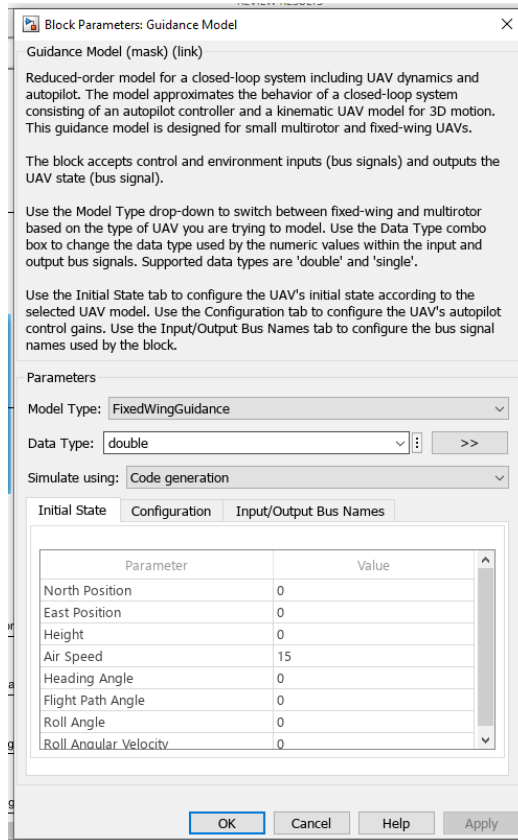 Block Parameters: Guidance Model
Guidance Model (mask) (link)
Reduced-order model for a closed-loop system including UAV dynamics and
autopilot. The model approximates the behavior of a closed-loop system
consisting of an autopilot controller and a kinematic UAV model for 3D motion.
This guidance model is designed for small multirotor and fixed-wing UAVs.
The block accepts control and environment inputs (bus signals) and outputs the
UAV state (bus signal).
Use the Model Type drop-down to switch between fixed-wing and multirotor
based on the type of UAV you are trying to model. Use the Data Type combo
box to change the data type used by the numeric values within the input and
output bus signals. Supported data types are 'double' and 'single'.
Use the Initial State tab to configure the UAV's initial state according to the
selected UAV model. Use the Configuration tab to configure the UAV's autopilot
control gains. Use the Input/Output Bus Names tab to configure the bus signal
names used by the block.
Parameters
Model Type: FixedWingGuidance
Data Type: double >>
Simulate using: Code generation
Initial State Configuration Input/Output Bus Names
Parameter Value
North Position 0
East Position 0
Height 0
Air Speed 15
Heading Angle 0
Flight Path Angle 0
Roll Angle 0
Roll Angular Velocity 0
OK Cancel Help Apply